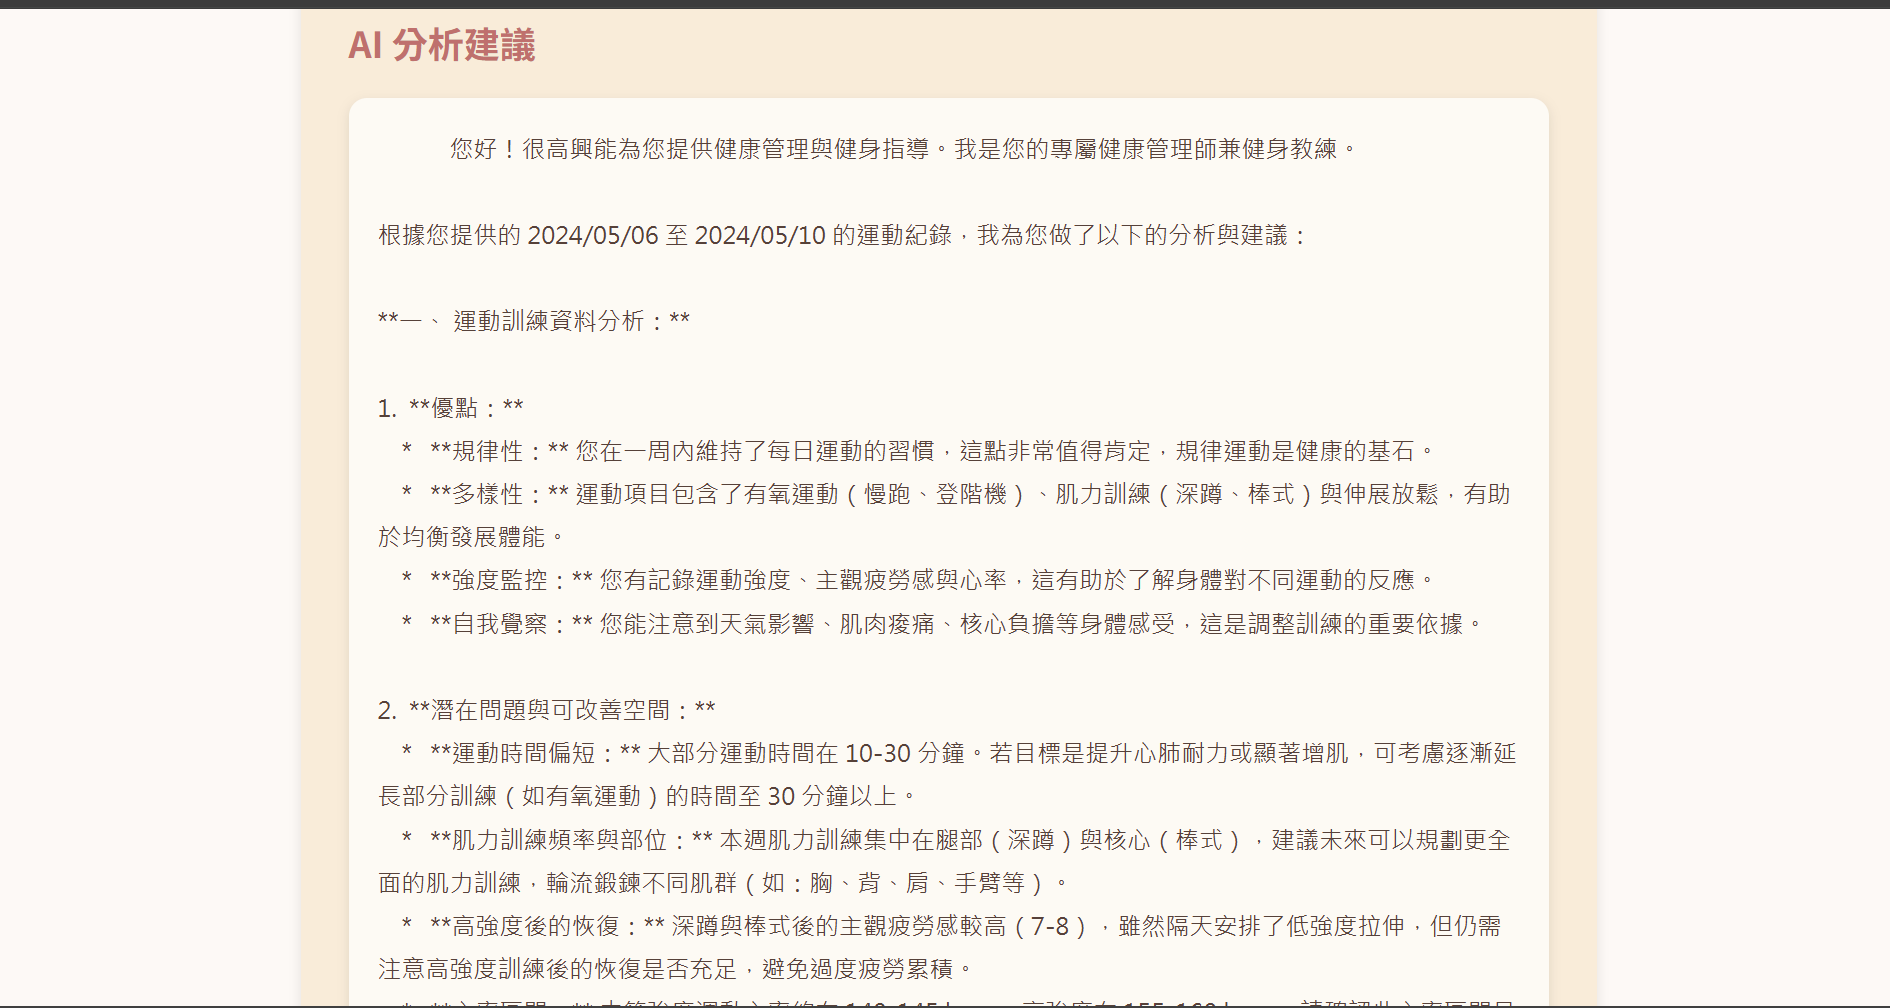 AI 分析建議
您好！很高興能為您提供健康管理與健身指導。我是您的專屬健康管理師兼健身教練。
根據您提供的 2024/05/06 至 2024/05/10 的運動紀錄，我為您做了以下的分析與建議：
**一、 運動訓練資料分析：**
1. **優點：**
* **規律性：** 您在一周內維持了每日運動的習慣，這點非常值得肯定，規律運動是健康的基石。
* **多樣性：** 運動項目包含了有氧運動（慢跑、登階機）、肌力訓練（深蹲、棒式）與伸展放鬆，有助
於均衡發展體能。
* **強度監控：** 您有記錄運動強度、主觀疲勞感與心率，這有助於了解身體對不同運動的反應。
* **自我覺察：** 您能注意到天氣影響、肌肉痠痛、核心負擔等身體感受，這是調整訓練的重要依據。
2. **潛在問題與可改善空間：**
* **運動時間偏短：** 大部分運動時間在 10-30 分鐘。若目標是提升心肺耐力或顯著增肌，可考慮逐漸延
長部分訓練（如有氧運動）的時間至 30 分鐘以上。
* **肌力訓練頻率與部位：** 本週肌力訓練集中在腿部（深蹲）與核心（棒式），建議未來可以規劃更全
面的肌力訓練，輪流鍛鍊不同肌群（如：胸、背、肩、手臂等）。
* **高強度後的恢復：** 深蹲與棒式後的主觀疲勞感較高（7-8），雖然隔天安排了低強度拉伸，但仍需
注意高強度訓練後的恢復是否充足，避免過度疲勞累積。